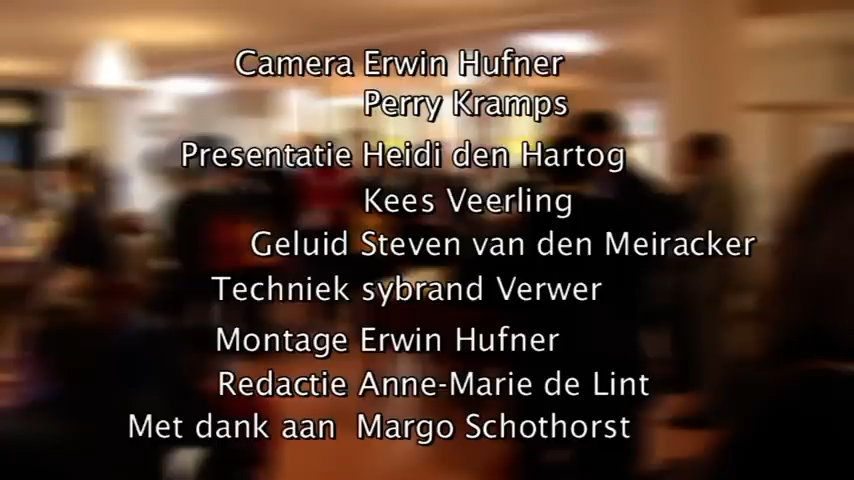 Camera Erwin Hufner
Perry Kramps
Presentatie Heidi den Hartog
Kees Veerling
Geluid Steven van den Meiracker
Techniek sybrand Verwer
Montage Erwin Hufner
Redactie Anne-Marie de Lint
Met dank aan Margo Schothorst